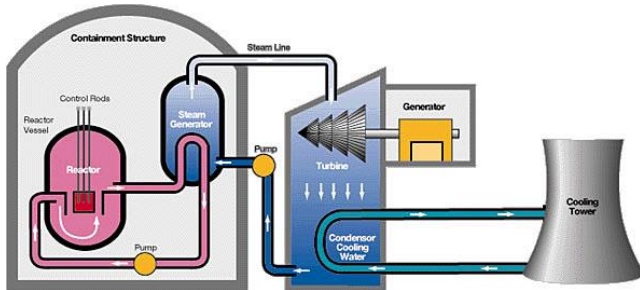 Containment Structure
Steam Line
Control Rods
Reactor
Vessel
Steam
Generator
Generator
Reactor
Pump
Turbine
Pump
Condensor
Cooling
Water
Cooling
Tower